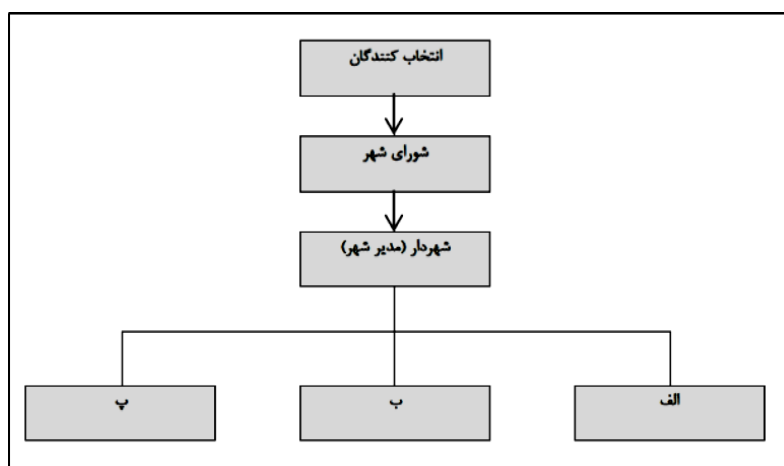 انتخاب کنندگان
شورای شهر
شهردار (مدیر شهر)
الف
ب
پ